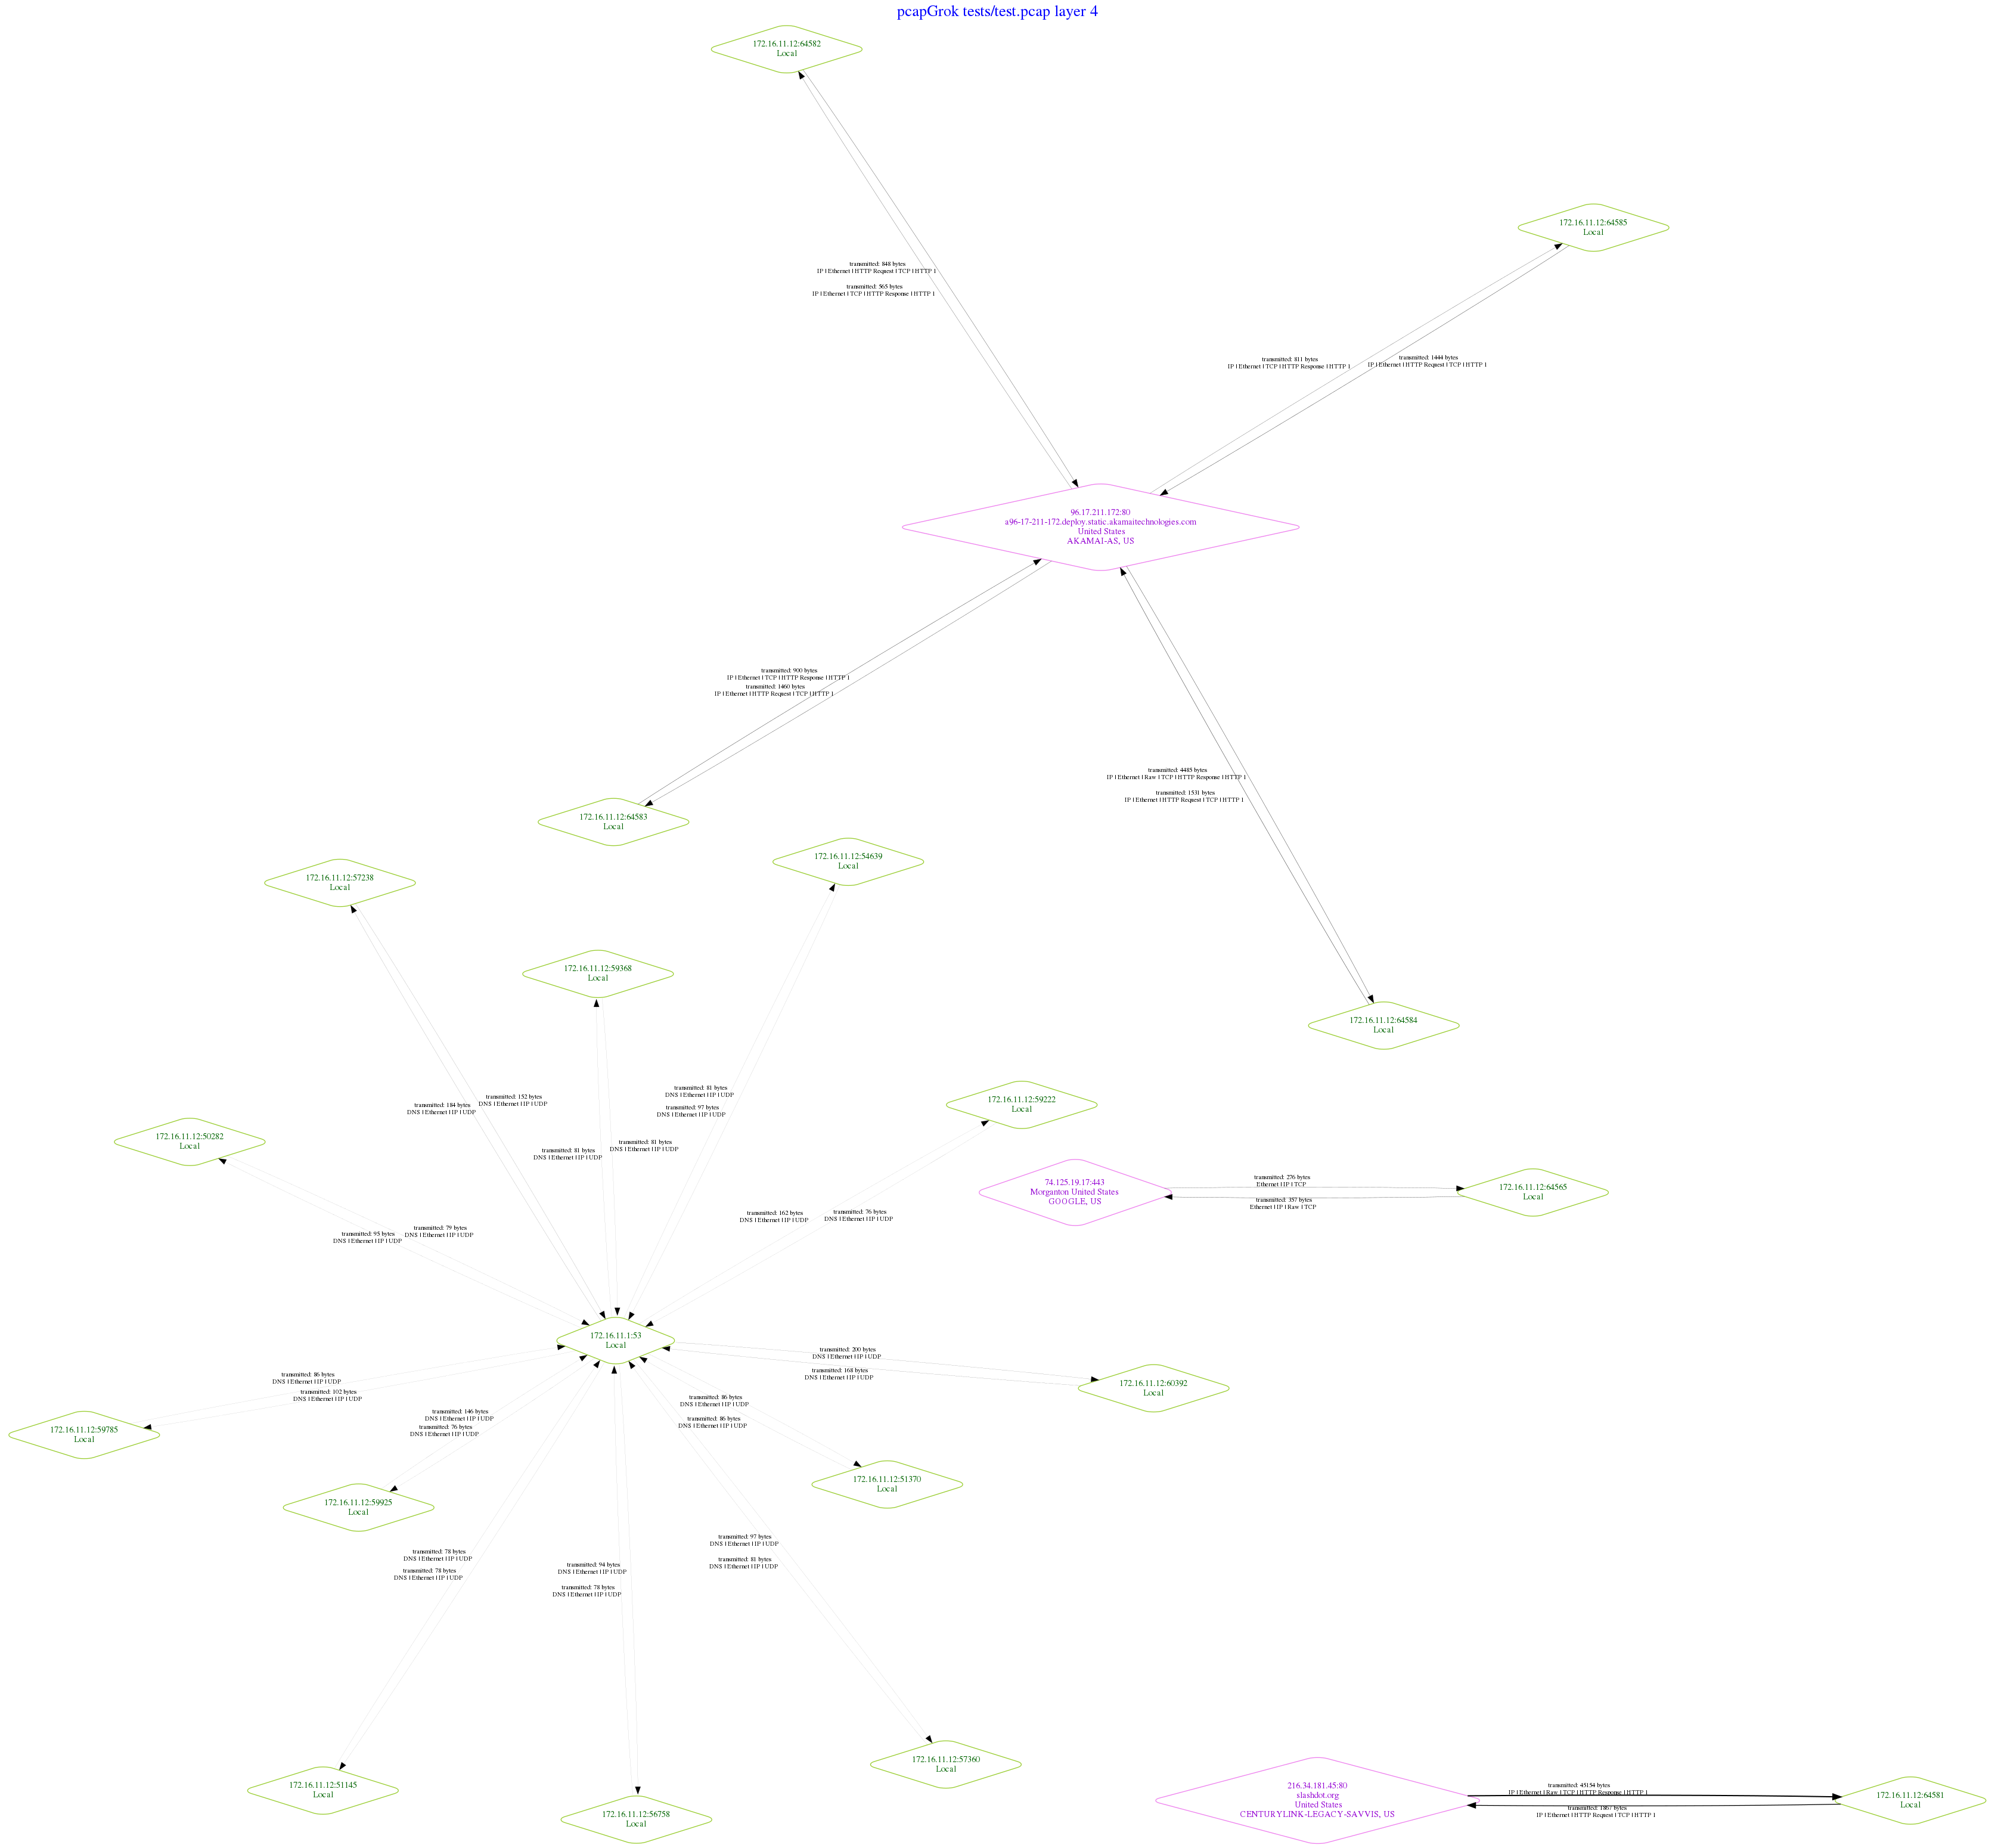 pcapGrok tests/test.pcap layer 4
172.16.11.12:64582
Local
172.16.11.12:64585
Local
transmitted: 848 bytes
IP | Ethernet | HTTP Request | TCP | HTTP 1
transmitted: 565 bytes
IP | Ethernet | TCP | HTTP Response | HTTP 1
transmitted: 811 bytes
IP | Ethernet | TCP | HTTP Response | HTTP 1
transmitted: 1444 bytes
IP | Ethernet | HTTP Request | TCP | HTTP 1
96.17.211.172:80
a96-17-211-172.deploy.static.akamaitechnologies.com
United States
AKAMAI-AS, US
transmitted: 900 bytes
IP | Ethernet | TCP | HTTP Response | HTTP 1
transmitted: 1460 bytes
IP | Ethernet | HTTP Request | TCP | HTTP 1
transmitted: 4485 bytes
IP | Ethernet | Raw | TCP | HTTP Response | HTTP 1
transmitted: 1531 bytes
IP | Ethernet | HTTP Request | TCP | HTTP 1
172.16.11.12:64583
Local
172.16.11.12:54639
Local
172.16.11.12:57238
Local
172.16.11.12:59368
Local
172.16.11.12:64584
Local
transmitted: 81 bytes
DNS | Ethernet | IP | UDP
transmitted: 97 bytes
DNS | Ethernet | IP | UDP
transmitted: 152 bytes
DNS | Ethernet | IP | UDP
transmitted: 184 bytes
DNS | Ethernet | IP | UDP
172.16.11.12:59222
Local
172.16.11.12:50282
Local
transmitted: 81 bytes
DNS | Ethernet | IP | UDP
transmitted: 81 bytes
DNS | Ethernet | IP | UDP
74.125.19.17:443
Morganton United States
GOOGLE, US
transmitted: 276 bytes
Ethernet | IP | TCP
transmitted: 357 bytes
Ethernet | IP | Raw | TCP
172.16.11.12:64565
Local
transmitted: 162 bytes
DNS | Ethernet | IP | UDP
transmitted: 76 bytes
DNS | Ethernet | IP | UDP
transmitted: 79 bytes
DNS | Ethernet | IP | UDP
transmitted: 95 bytes
DNS | Ethernet | IP | UDP
172.16.11.1:53
Local
transmitted: 200 bytes
DNS | Ethernet | IP | UDP
transmitted: 168 bytes
DNS | Ethernet | IP | UDP
172.16.11.12:60392
Local
transmitted: 86 bytes
DNS | Ethernet | IP | UDP
transmitted: 102 bytes
DNS | Ethernet | IP | UDP
transmitted: 86 bytes
DNS | Ethernet | IP | UDP
transmitted: 86 bytes
DNS | Ethernet | IP | UDP
transmitted: 146 bytes
DNS | Ethernet | IP | UDP
transmitted: 76 bytes
DNS | Ethernet | IP | UDP
172.16.11.12:59785
Local
172.16.11.12:51370
Local
172.16.11.12:59925
Local
transmitted: 97 bytes
DNS | Ethernet | IP | UDP
transmitted: 81 bytes
DNS | Ethernet | IP | UDP
transmitted: 78 bytes
DNS | Ethernet | IP | UDP
transmitted: 78 bytes
DNS | Ethernet | IP | UDP
transmitted: 94 bytes
DNS | Ethernet | IP | UDP
transmitted: 78 bytes
DNS | Ethernet | IP | UDP
172.16.11.12:57360
Local
172.16.11.12:51145
Local
172.16.11.12:56758
Local
216.34.181.45:80
slashdot.org
United States
CENTURYLINK-LEGACY-SAVVIS, US
transmitted: 45154 bytes
IP | Ethernet | Raw | TCP | HTTP Response | HTTP 1
transmitted: 1867 bytes
IP | Ethernet | HTTP Request | TCP | HTTP 1
172.16.11.12:64581
Local